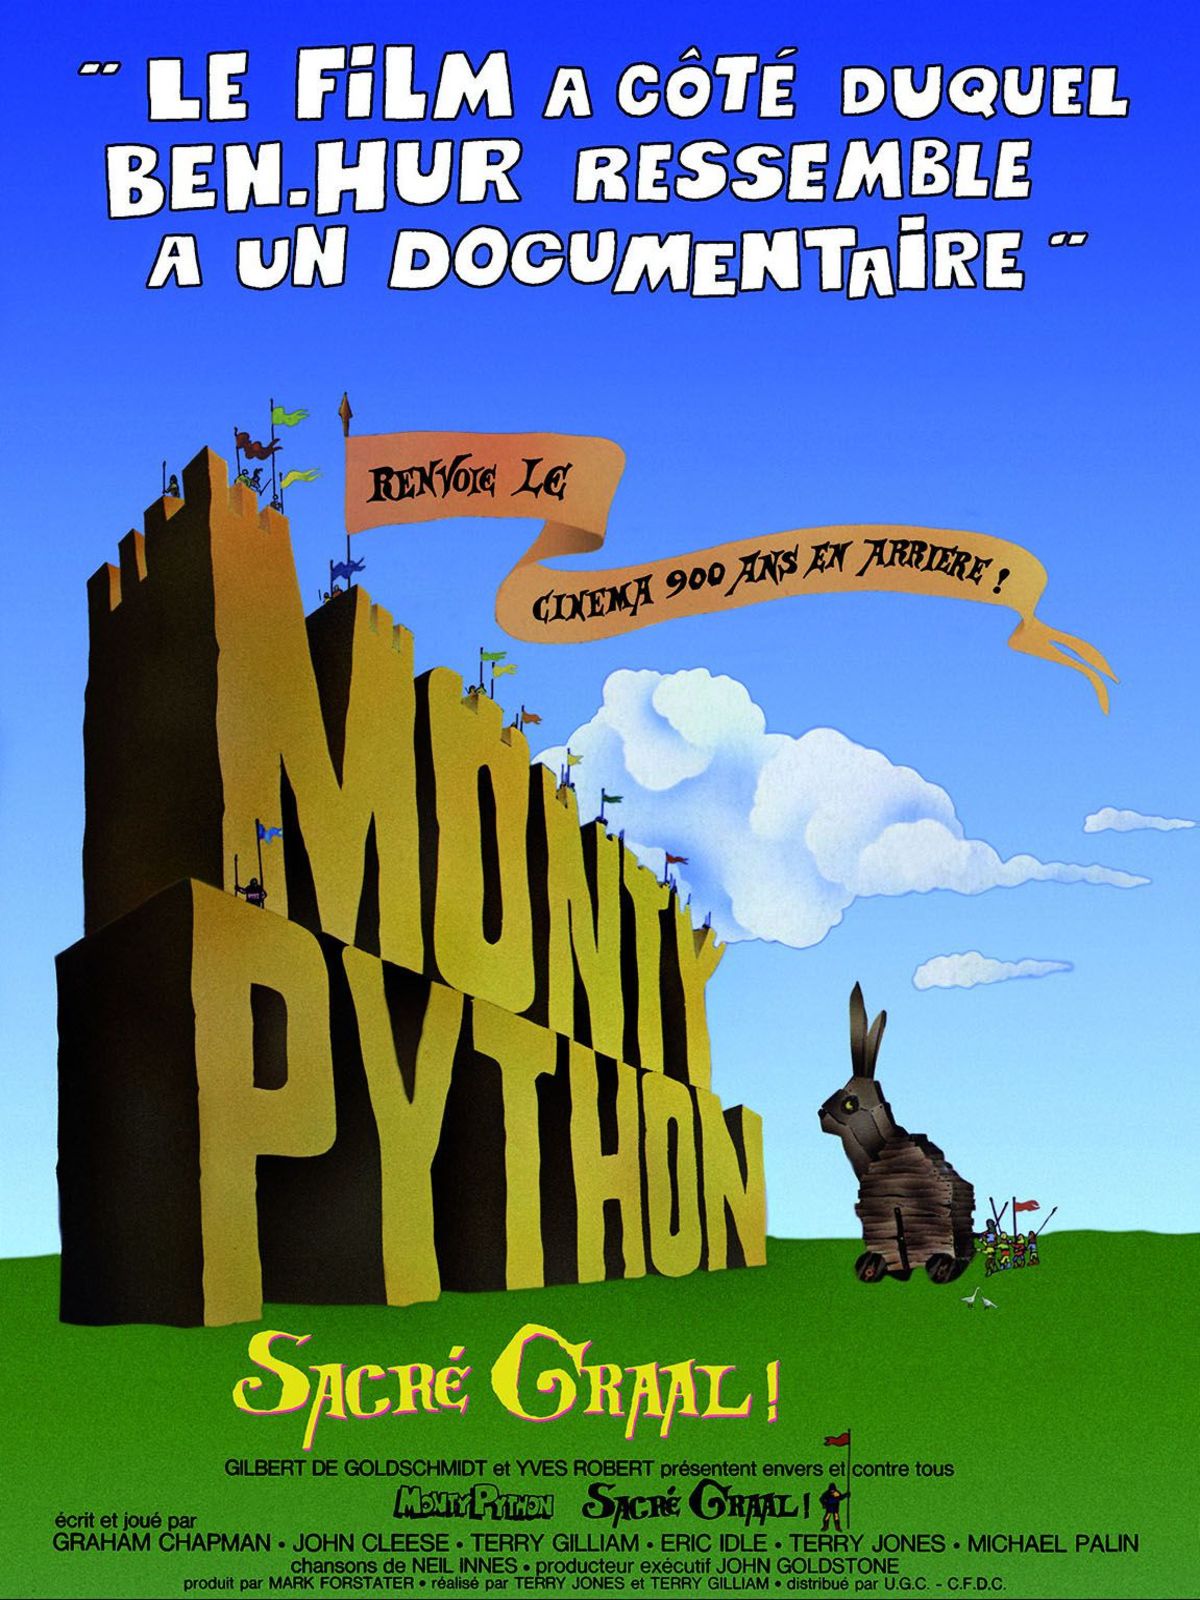 " LE FiLM A CÔTÉ DUQUEL
BEN.HUR RESSEMBLE
A UN DOCUMENTAiRE "
RENVOIE LE
CINEMA 900 ANS EN ARRIERE !
MONTY
PYTHON
SACRÉ GRAAL !
GILBERT DE GOLDSCHMIDT et YVES ROBERT présentent envers et contre tous
MONTY PYTHON SACRÉ GRAAL !
écrit et joué par
GRAHAM CHAPMAN • JOHN CLEESE • TERRY GILLIAM • ERIC IDLE • TERRY JONES • MICHAEL PALIN
chansons de NEIL INNES • producteur exécutif JOHN GOLDSTONE
produit par MARK FORSTATER • réalisé par TERRY JONES et TERRY GILLIAM • distribué par U.G.C. - C.F.D.C.